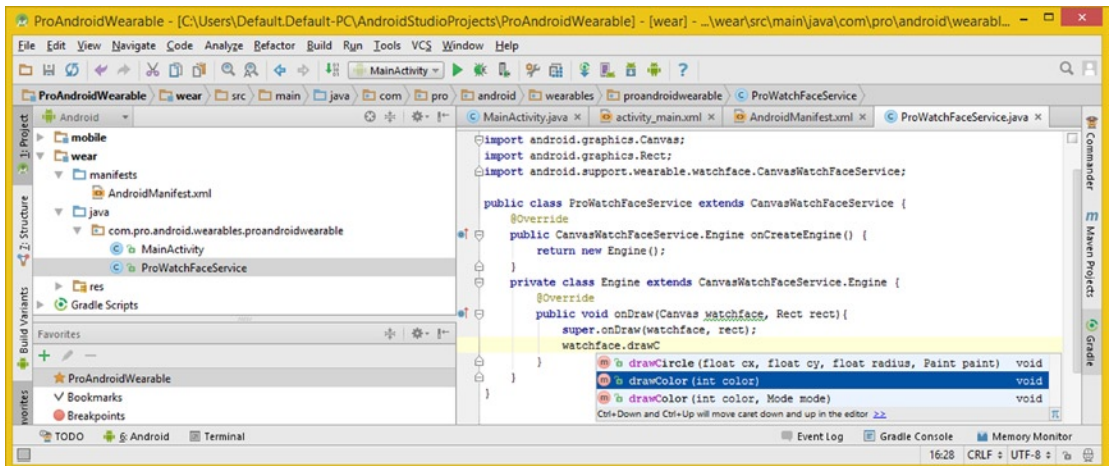 ProAndroidWearable - [C:\Users\Default.Default-PC\AndroidStudioProjects\ProAndroidWearable] - [wear] - ...\wear\src\main\java\com\pro\android\wearabl...
File Edit View Navigate Code Analyze Refactor Build Run Tools VCS Window Help
MainActivity
ProAndroidWearable wear src main java com pro android wearables proandroidwearable ProWatchFaceService
Android
MainActivity.java × activity_main.xml × AndroidManifest.xml × ProWatchFaceService.java ×
1: Project
Z: Structure
Build Variants
vorites
mobile
wear
manifests
AndroidManifest.xml
java
com.pro.android.wearables.proandroidwearable
MainActivity
ProWatchFaceService
res
Gradle Scripts
Favorites
ProAndroidWearable
Bookmarks
Breakpoints
import android.graphics.Canvas;
import android.graphics.Rect;
import android.support.wearable.watchface.CanvasWatchFaceService;
public class ProWatchFaceService extends CanvasWatchFaceService {
@Override
public CanvasWatchFaceService.Engine onCreateEngine() {
return new Engine();
}
private class Engine extends CanvasWatchFaceService.Engine {
@Override
public void onDraw(Canvas watchface, Rect rect){
super.onDraw(watchface, rect);
watchface.drawC
}
}
}
drawCircle(float cx, float cy, float radius, Paint paint) void
drawColor(int color) void
drawColor(int color, Mode mode) void
Ctrl+Down and Ctrl+Up will move caret down and up in the editor >>
π
Commander
m Maven Projects
Gradle
TODO 6: Android Terminal Event Log Gradle Console Memory Monitor
16:28 CRLF UTF-8